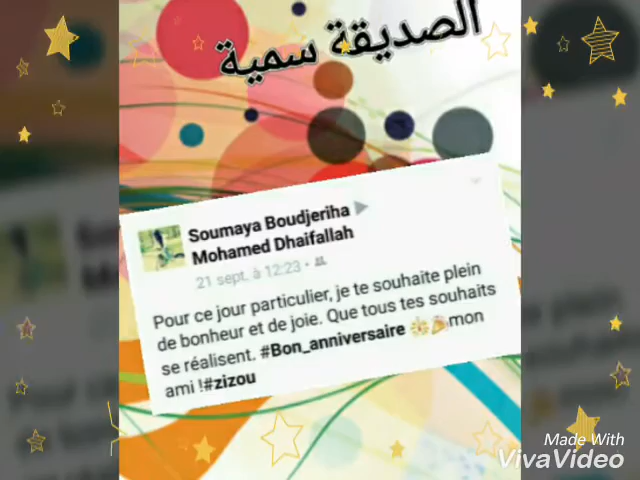 الصديقة سمية
Soumaya Boudjeriha ▶
Mohamed Dhaifallah
21 sept. à 12:23 •
Pour ce jour particulier, je te souhaite plein
de bonheur et de joie. Que tous tes souhaits
se réalisent. #Bon_anniversaire 🌟🎉mon
ami !#zizou
Made With
VivaVideo